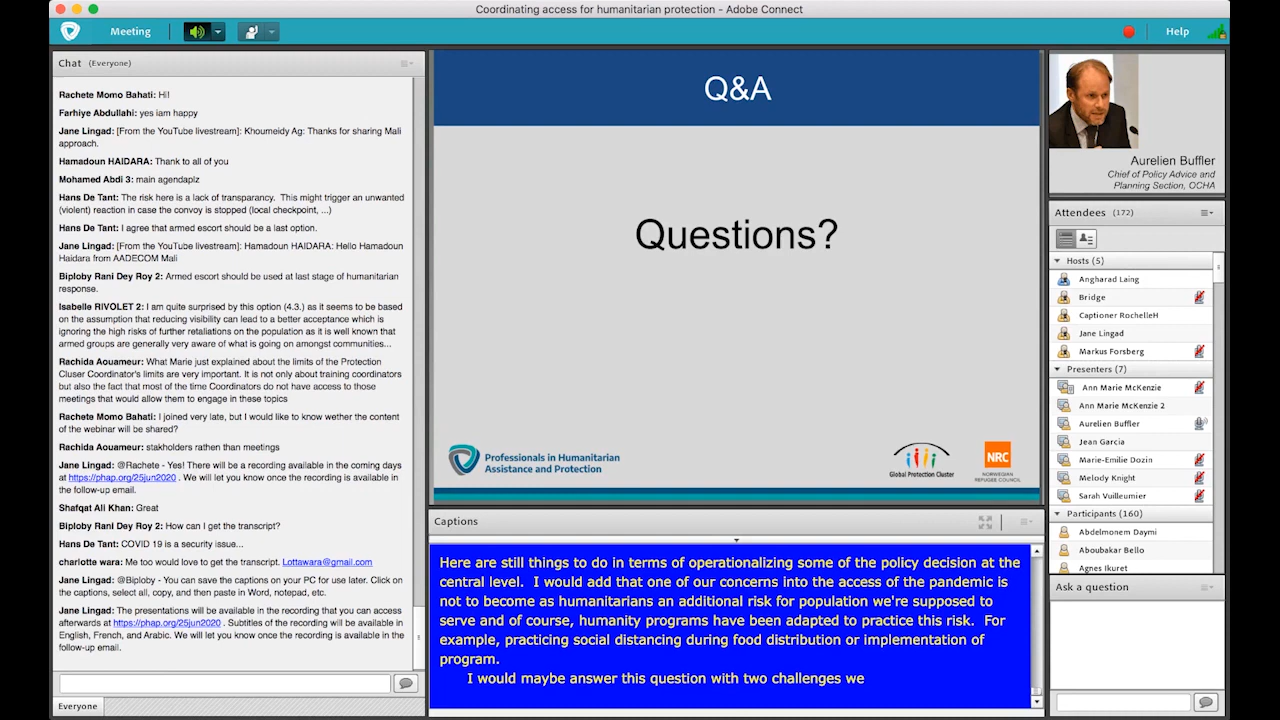 Coordinating access for humanitarian protection - Adobe Connect
Meeting
Help
Chat (Everyone)
Rachete Momo Bahati: Hi!
Farhiye Abdullahi: yes iam happy
Jane Lingad: [From the YouTube livestream]: Khoumeidy Ag: Thanks for sharing Mali
approach.
Hamadoun HAIDARA: Thank to all of you
Mohamed Abdi 3: main agendaplz
Hans De Tant: The risk here is a lack of transparancy. This might trigger an unwanted
(violent) reaction in case the convoy is stopped (local checkpoint, ...)
Hans De Tant: I agree that armed escort should be a last option.
Jane Lingad: [From the YouTube livestream]: Hamadoun HAIDARA: Hello Hamadoun
Haidara from AADECOM Mali
Biploby Rani Dey Roy 2: Armed escort should be used at last stage of humanitarian
response.
Isabelle RIVOLET 2: I am quite surprised by this option (4.3.) as it seems to be based
on the assumption that reducing visibility can lead to a better acceptance which is
ignoring the high risks of further retaliations on the population as it is well known that
armed groups are generally very aware of what is going on amongst communities...
Rachida Aouameur: What Marie just explained about the limits of the Protection
Cluser Coordinator's limits are very important. It is not only about training coordinators
but also the fact that most of the time Coordinators do not have access to those
meetings that would allow them to engage in these topics
Rachete Momo Bahati: I joined very late, but I would like to know wether the content
of the webinar will be shared?
Rachida Aouameur: stakholders rathen than meetings
Jane Lingad: @Rachete - Yes! There will be a recording available in the coming days
at https://phap.org/25jun2020 . We will let you know once the recording is available in
the follow-up email.
Shafqat Ali Khan: Great
Biploby Rani Dey Roy 2: How can I get the transcript?
Hans De Tant: COVID 19 is a security issue...
charlotte wara: Me too would love to get the transcript. Lottawara@gmail.com
Jane Lingad: @Biploby - You can save the captions on your PC for use later. Click on
the captions, select all, copy, and then paste in Word, notepad, etc.
Jane Lingad: The presentations will be available in the recording that you can access
afterwards at https://phap.org/25jun2020 . Subtitles of the recording will be available in
English, French, and Arabic. We will let you know once the recording is available in the
follow-up email.
Everyone
Q&A
Questions?
Professionals in Humanitarian
Assistance and Protection
Global Protection Cluster
NRC
NORWEGIAN
REFUGEE COUNCIL
Captions
Here are still things to do in terms of operationalizing some of the policy decision at the
central level. I would add that one of our concerns into the access of the pandemic is
not to become as humanitarians an additional risk for population we're supposed to
serve and of course, humanity programs have been adapted to practice this risk. For
example, practicing social distancing during food distribution or implementation of
program.
I would maybe answer this question with two challenges we
Aurelien Buffler
Chief of Policy Advice and
Planning Section, OCHA
Attendees (172)
Hosts (5)
Angharad Laing
Bridge
Captioner RochelleH
Jane Lingad
Markus Forsberg
Presenters (7)
Ann Marie McKenzie
Ann Marie McKenzie 2
Aurelien Buffler
Jean Garcia
Marie-Emilie Dozin
Melody Knight
Sarah Vuilleumier
Participants (160)
Abdelmonem Daymi
Aboubakar Bello
Agnes Ikuret
Ask a question